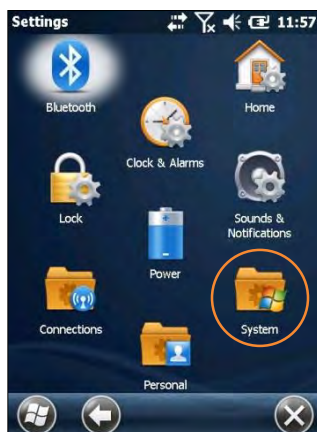 Settings 11:57
Bluetooth
Home
Clock & Alarms
Lock
Sounds &
Notifications
Power
Connections
System
Personal